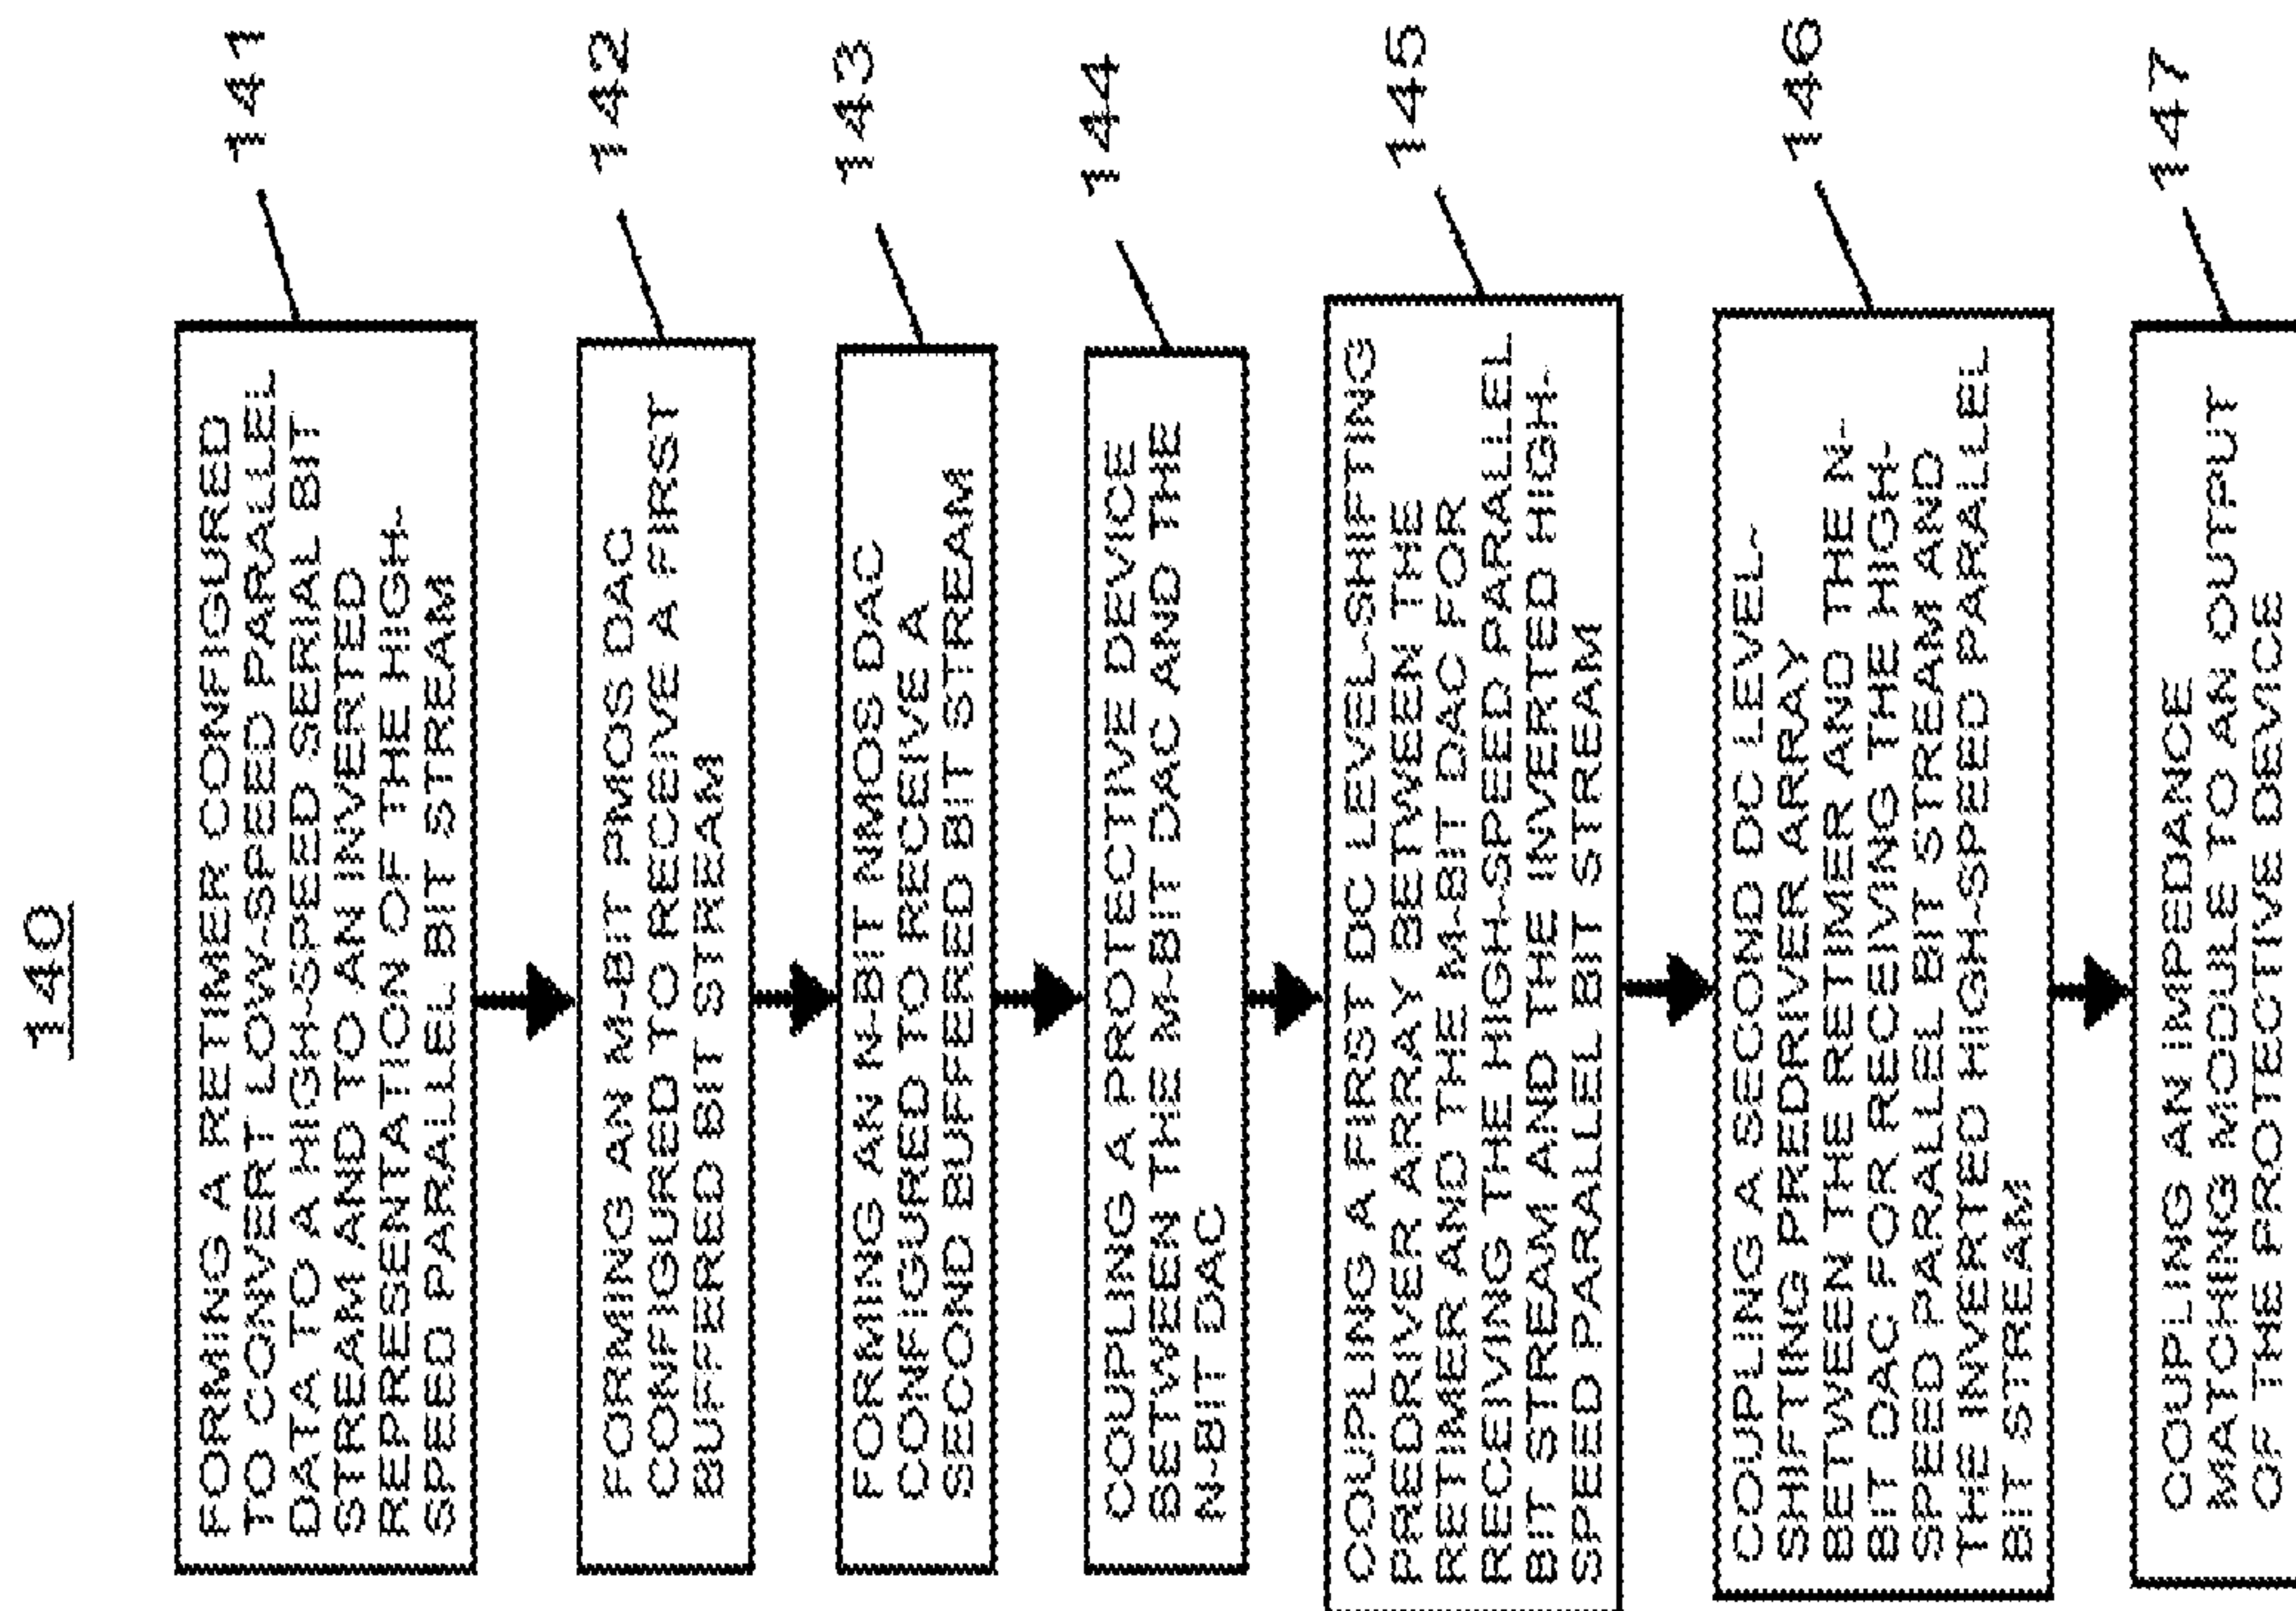 140
FORMING A RETIMER CONFIGURED
TO CONVERT LOW-SPEED PARALLEL
DATA TO A HIGH-SPEED SERIAL BIT
STREAM AND TO AN INVERTED
REPRESENTATION OF THE HIGH-
SPEED PARALLEL BIT STREAM
141
FORMING AN M-BIT PMOS DAC
CONFIGURED TO RECEIVE A FIRST
BUFFERED BIT STREAM
142
FORMING AN N-BIT NMOS DAC
CONFIGURED TO RECEIVE A
SECOND BUFFERED BIT STREAM
143
COUPLING A PROTECTIVE DEVICE
BETWEEN THE M-BIT DAC AND THE
N-BIT DAC
144
COUPLING A FIRST DC LEVEL-SHIFTING
PREDRIVER ARRAY BETWEEN THE
RETIMER AND THE M-BIT DAC FOR
RECEIVING THE HIGH-SPEED PARALLEL
BIT STREAM AND THE INVERTED HIGH-
SPEED PARALLEL BIT STREAM
145
COUPLING A SECOND DC LEVEL-
SHIFTING PREDRIVER ARRAY
BETWEEN THE RETIMER AND THE N-
BIT DAC FOR RECEIVING THE HIGH-
SPEED PARALLEL BIT STREAM AND
THE INVERTED HIGH-SPEED PARALLEL
BIT STREAM
146
COUPLING AN IMPEDANCE
MATCHING MODULE TO AN OUTPUT
OF THE PROTECTIVE DEVICE
147